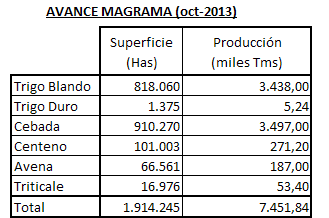 AVANCE MAGRAMA (oct-2013)
Superficie Producción
(Has) (miles Tms)
Trigo Blando 818.060 3.438,00
Trigo Duro 1.375 5,24
Cebada 910.270 3.497,00
Centeno 101.003 271,20
Avena 66.561 187,00
Triticale 16.976 53,40
Total 1.914.245 7.451,84